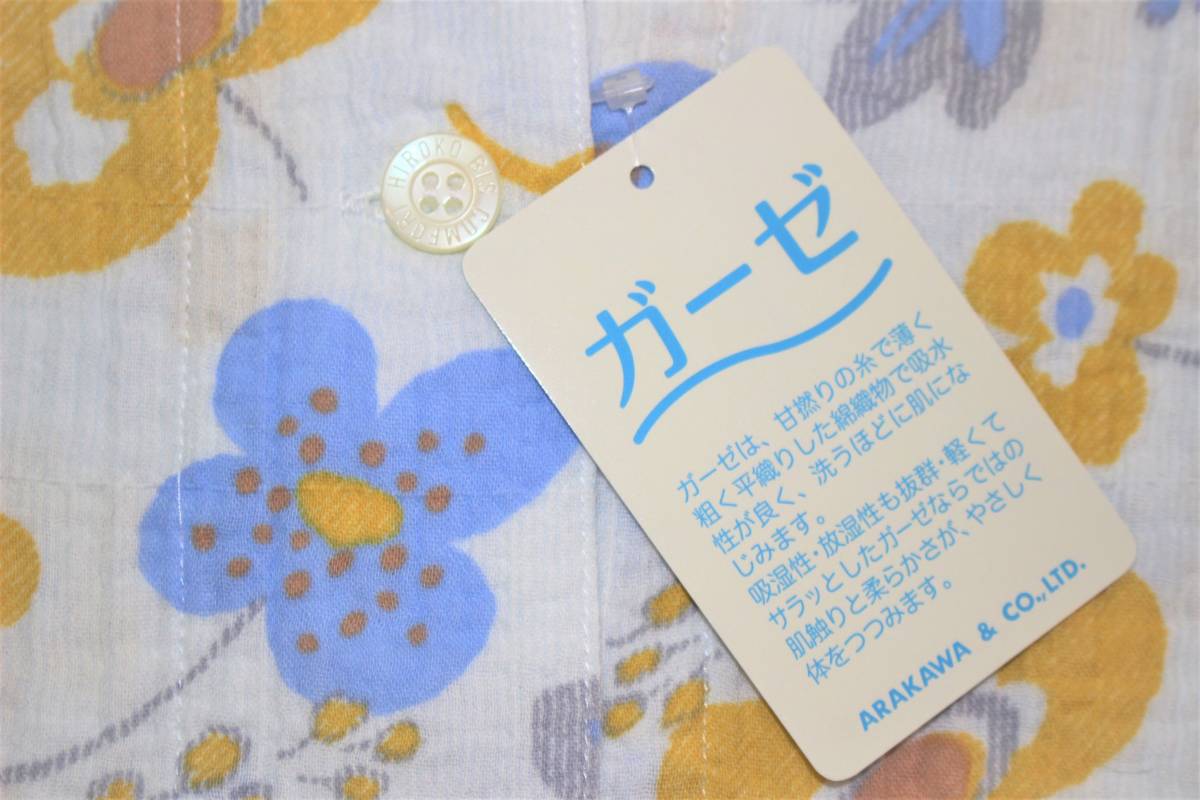 HIROKO BIS
COMFORT
ガーゼ
ガーゼは、甘撚りの糸で薄く
粗く平織りした綿織物で吸水
性が良く、洗うほどに肌にな
じみます。
吸湿性・放湿性も抜群・軽くて
サラッとしたガーゼならではの
肌触りと柔らかさが、やさしく
体をつつみます。
ARAKAWA & CO.,LTD.